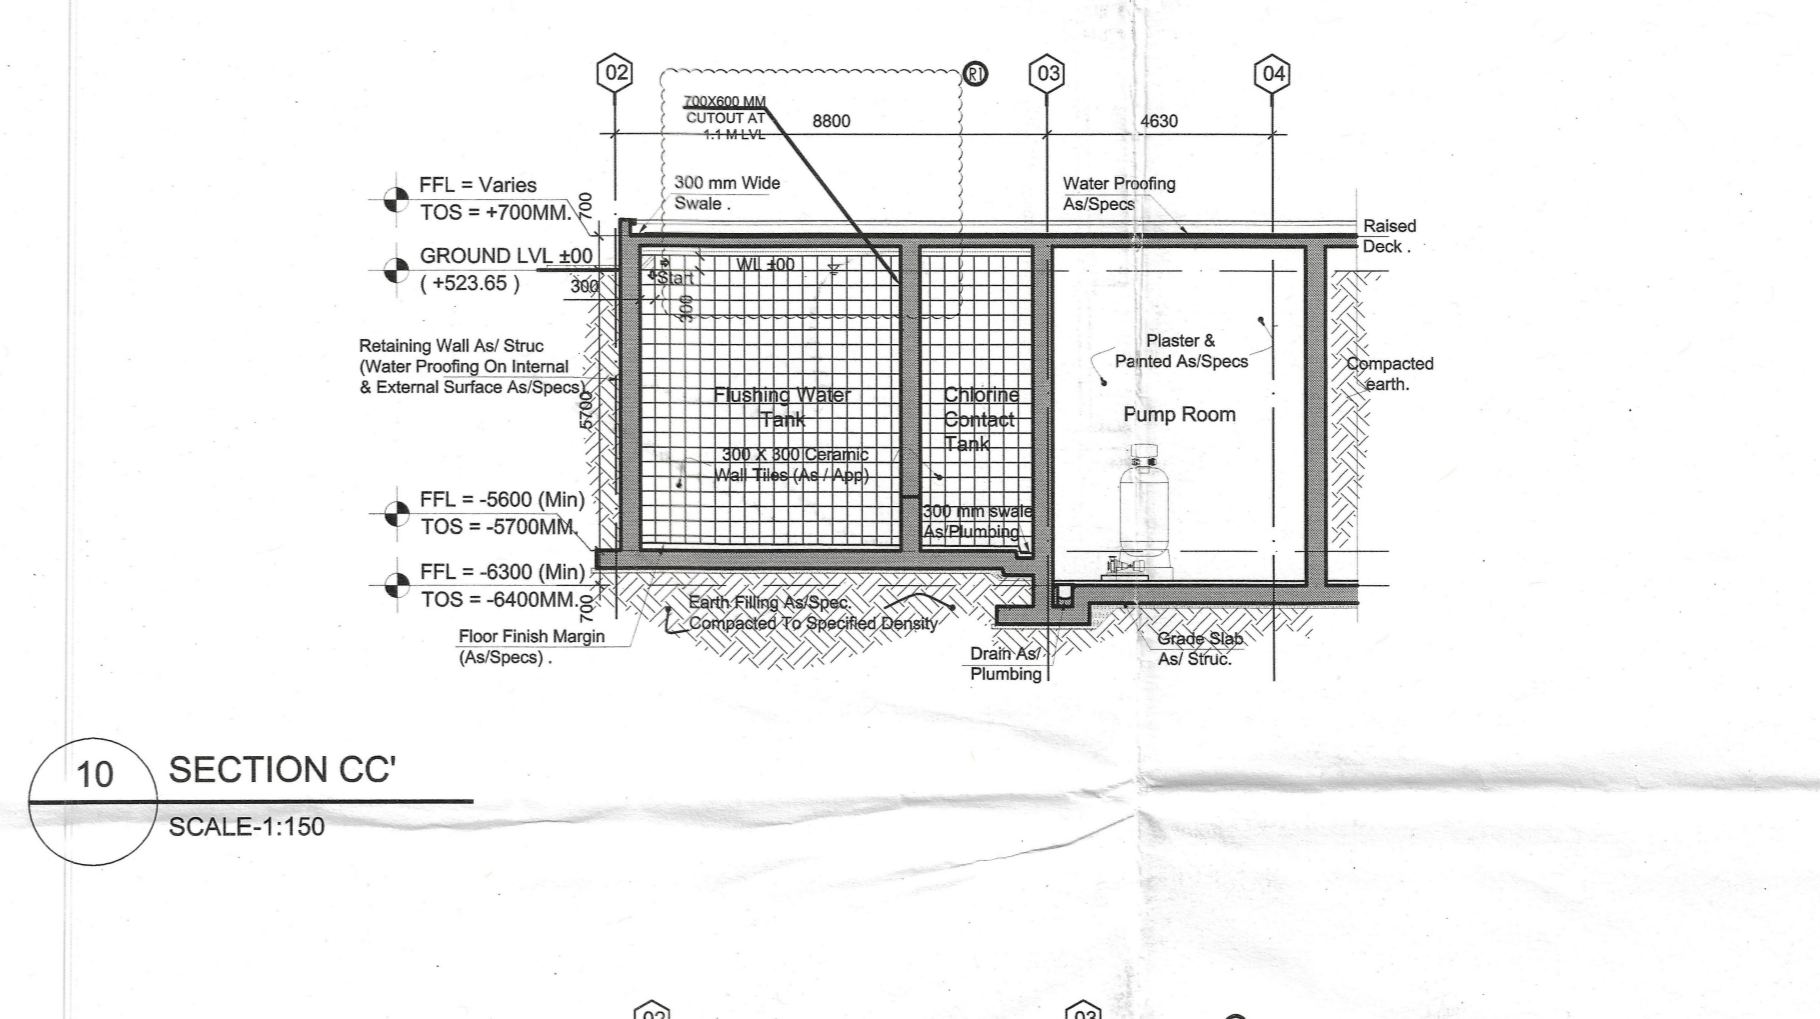 02
R1
03
04
700X600 MM
CUTOUT AT
1.1 M LVL
8800
4630
FFL = Varies
TOS = +700MM.
700
300 mm Wide
Swale .
Water Proofing
As/Specs
Raised
Deck .
GROUND LVL ±00
( +523.65 )
300
WL ±00
Start
300
Retaining Wall As/ Struc
(Water Proofing On Internal
& External Surface As/Specs)
5700
Plaster &
Painted As/Specs
Compacted
earth.
Flushing Water
Tank
Chlorine
Contact
Tank
Pump Room
300 X 300 Ceramic
Wall Tiles (As / App)
FFL = -5600 (Min)
TOS = -5700MM.
300 mm swale
As/Plumbing
FFL = -6300 (Min)
TOS = -6400MM.
700
Earth Filling As/Spec.
Compacted To Specified Density
Floor Finish Margin
(As/Specs) .
Drain As/
Plumbing
Grade Slab
As/ Struc.
10
SECTION CC'
SCALE-1:150
02
03